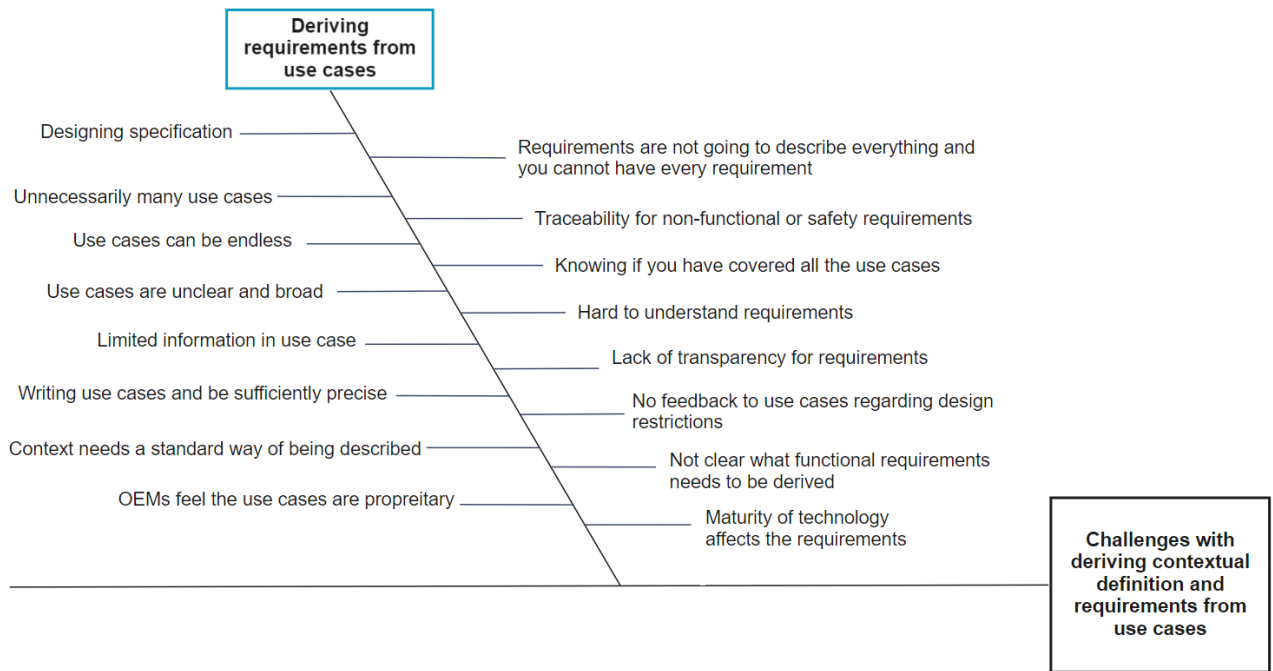 Deriving
requirements from
use cases
Designing specification
Unnecessarily many use cases
Use cases can be endless
Use cases are unclear and broad
Limited information in use case
Writing use cases and be sufficiently precise
Context needs a standard way of being described
OEMs feel the use cases are propreitary
Requirements are not going to describe everything and
you cannot have every requirement
Traceability for non-functional or safety requirements
Knowing if you have covered all the use cases
Hard to understand requirements
Lack of transparency for requirements
No feedback to use cases regarding design
restrictions
Not clear what functional requirements
needs to be derived
Maturity of technology
affects the requirements
Challenges with
deriving contextual
definition and
requirements from
use cases